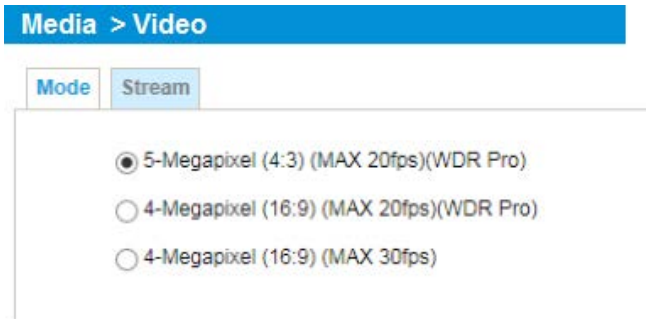 Media > Video
Mode Stream
5-Megapixel (4:3) (MAX 20fps)(WDR Pro)
4-Megapixel (16:9) (MAX 20fps)(WDR Pro)
4-Megapixel (16:9) (MAX 30fps)